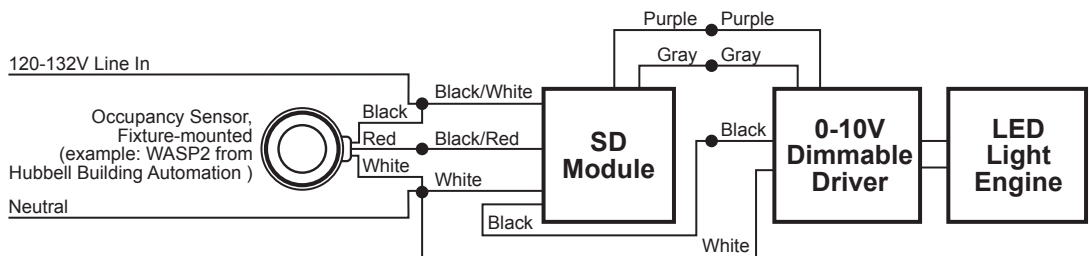 Purple Purple
Gray Gray
120-132V Line In
Black/White
Black
Occupancy Sensor,
Fixture-mounted
(example: WASP2 from
Hubbell Building Automation )
Red
Black/Red
White
White
Neutral
Black
SD
Module
Black
White
0-10V
Dimmable
Driver
LED
Light
Engine